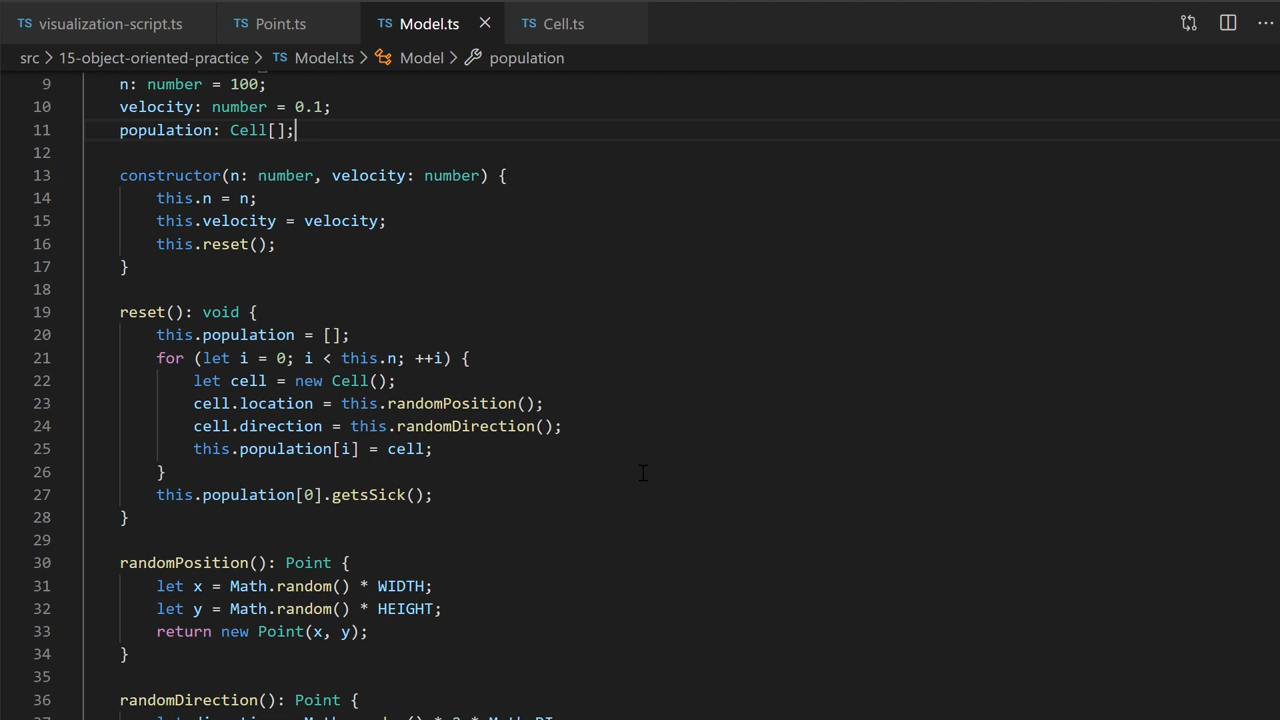 TS visualization-script.ts TS Point.ts TS Model.ts TS Cell.ts
src > 15-object-oriented-practice > TS Model.ts > Model > population
9 n: number = 100;
10 velocity: number = 0.1;
11 population: Cell[];
12
13 constructor(n: number, velocity: number) {
14 this.n = n;
15 this.velocity = velocity;
16 this.reset();
17 }
18
19 reset(): void {
20 this.population = [];
21 for (let i = 0; i < this.n; ++i) {
22 let cell = new Cell();
23 cell.location = this.randomPosition();
24 cell.direction = this.randomDirection();
25 this.population[i] = cell;
26 }
27 this.population[0].getsSick();
28 }
29
30 randomPosition(): Point {
31 let x = Math.random() * WIDTH;
32 let y = Math.random() * HEIGHT;
33 return new Point(x, y);
34 }
35
36 randomDirection(): Point {